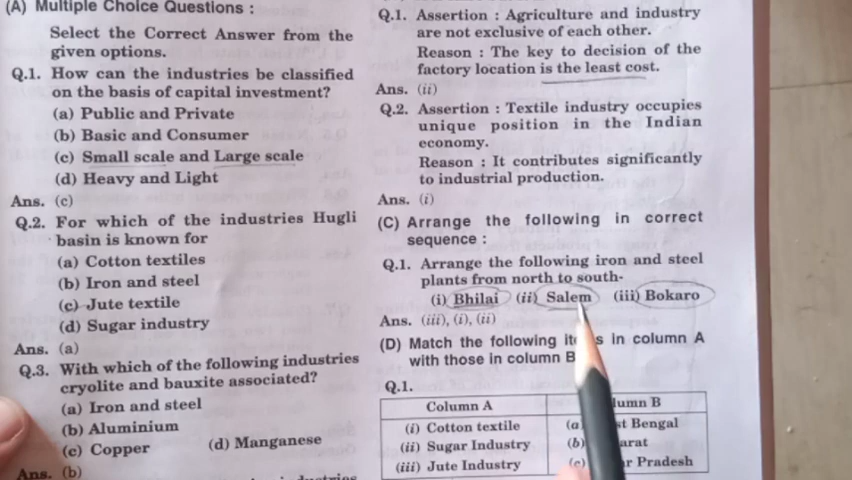 (A) Multiple Choice Questions :
Select the Correct Answer from the
given options.
Q.1. How can the industries be classified
on the basis of capital investment?
(a) Public and Private
(b) Basic and Consumer
(c) Small scale and Large scale
(d) Heavy and Light
Ans. (c)
Q.2. For which of the industries Hugli
basin is known for
(a) Cotton textiles
(b) Iron and steel
(c) Jute textile
(d) Sugar industry
Ans. (a)
Q.3. With which of the following industries
cryolite and bauxite associated?
(a) Iron and steel
(b) Aluminium
(c) Copper (d) Manganese
Ans. (b)
Q.1. Assertion : Agriculture and industry
are not exclusive of each other.
Reason : The key to decision of the
factory location is the least cost.
Ans. (ii)
Q.2. Assertion : Textile industry occupies
unique position in the Indian
economy.
Reason : It contributes significantly
to industrial production.
Ans. (i)
(C) Arrange the following in correct
sequence :
Q.1. Arrange the following iron and steel
plants from north to south-
(i) Bhilai (ii) Salem (iii) Bokaro
Ans. (iii), (i), (ii)
(D) Match the following in column A
with those in column B
Q.1.
Column A
(i) Cotton textile (a) Bengal
(ii) Sugar Industry (b)
(iii) Jute Industry (c) Pradesh